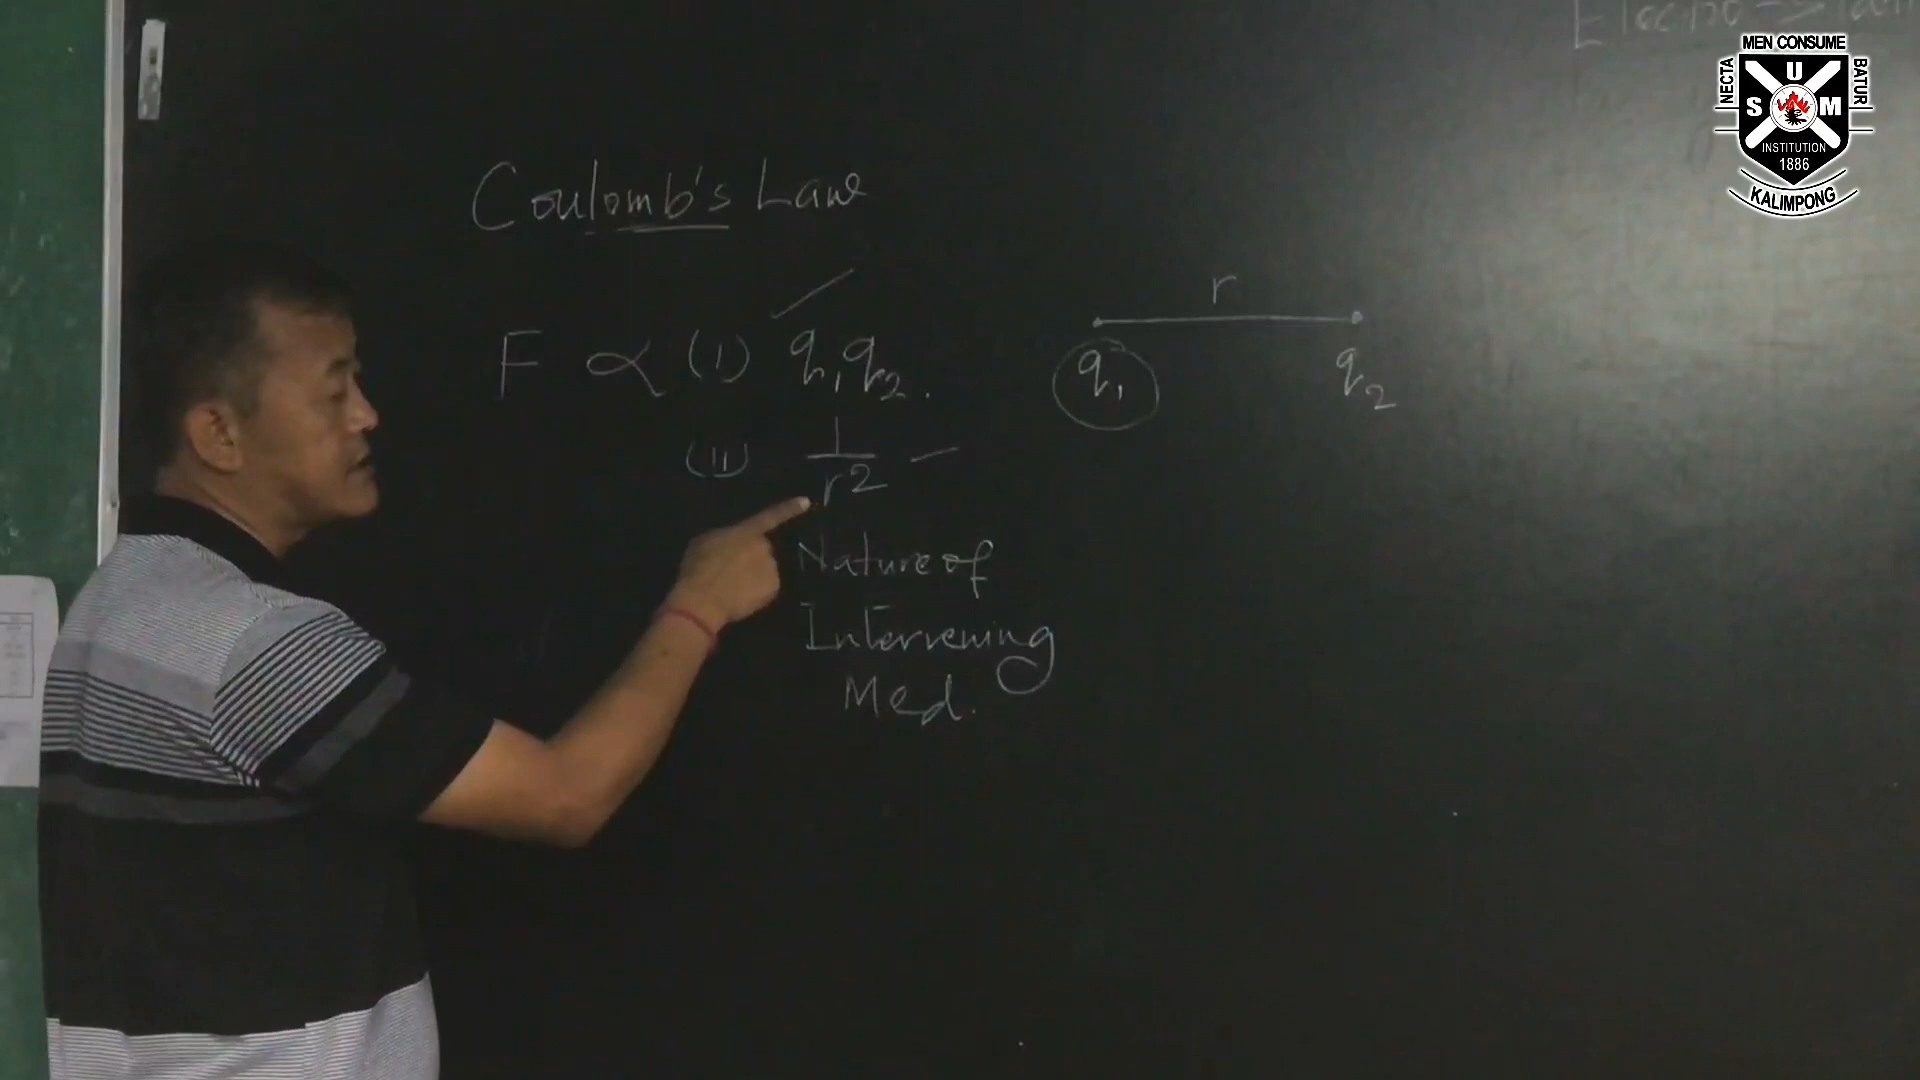 Coulomb's Law
F ∝ (i) q₁q₂.
(ii) 1/r²
Nature of
Intervening
Med.
r
q₁ q₂
MEN CONSUME
NECTA BATUR
S U M
INSTITUTION
1886
KALIMPONG